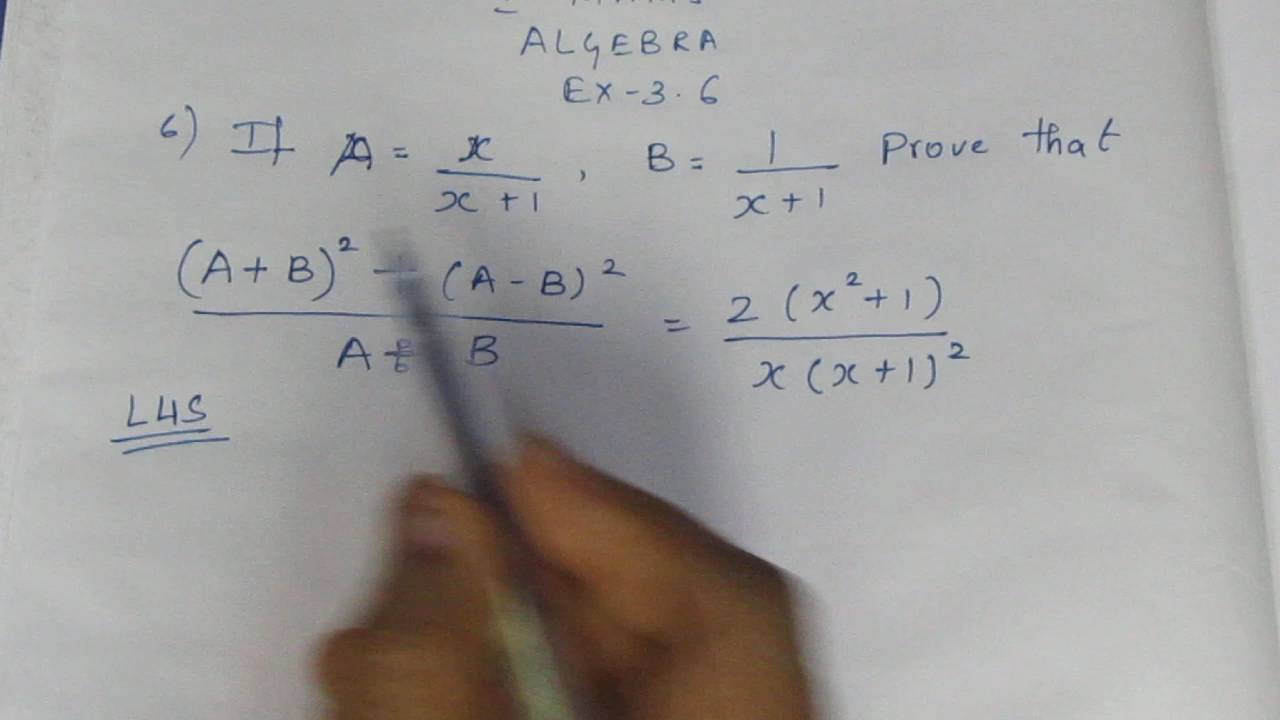 ALGEBRA
EX-3.6
6) If A = x/(x+1), B = 1/(x+1) Prove that
((A+B)² + (A-B)²)/(A ÷ B) = 2(x²+1)/(x(x+1)²)
LHS